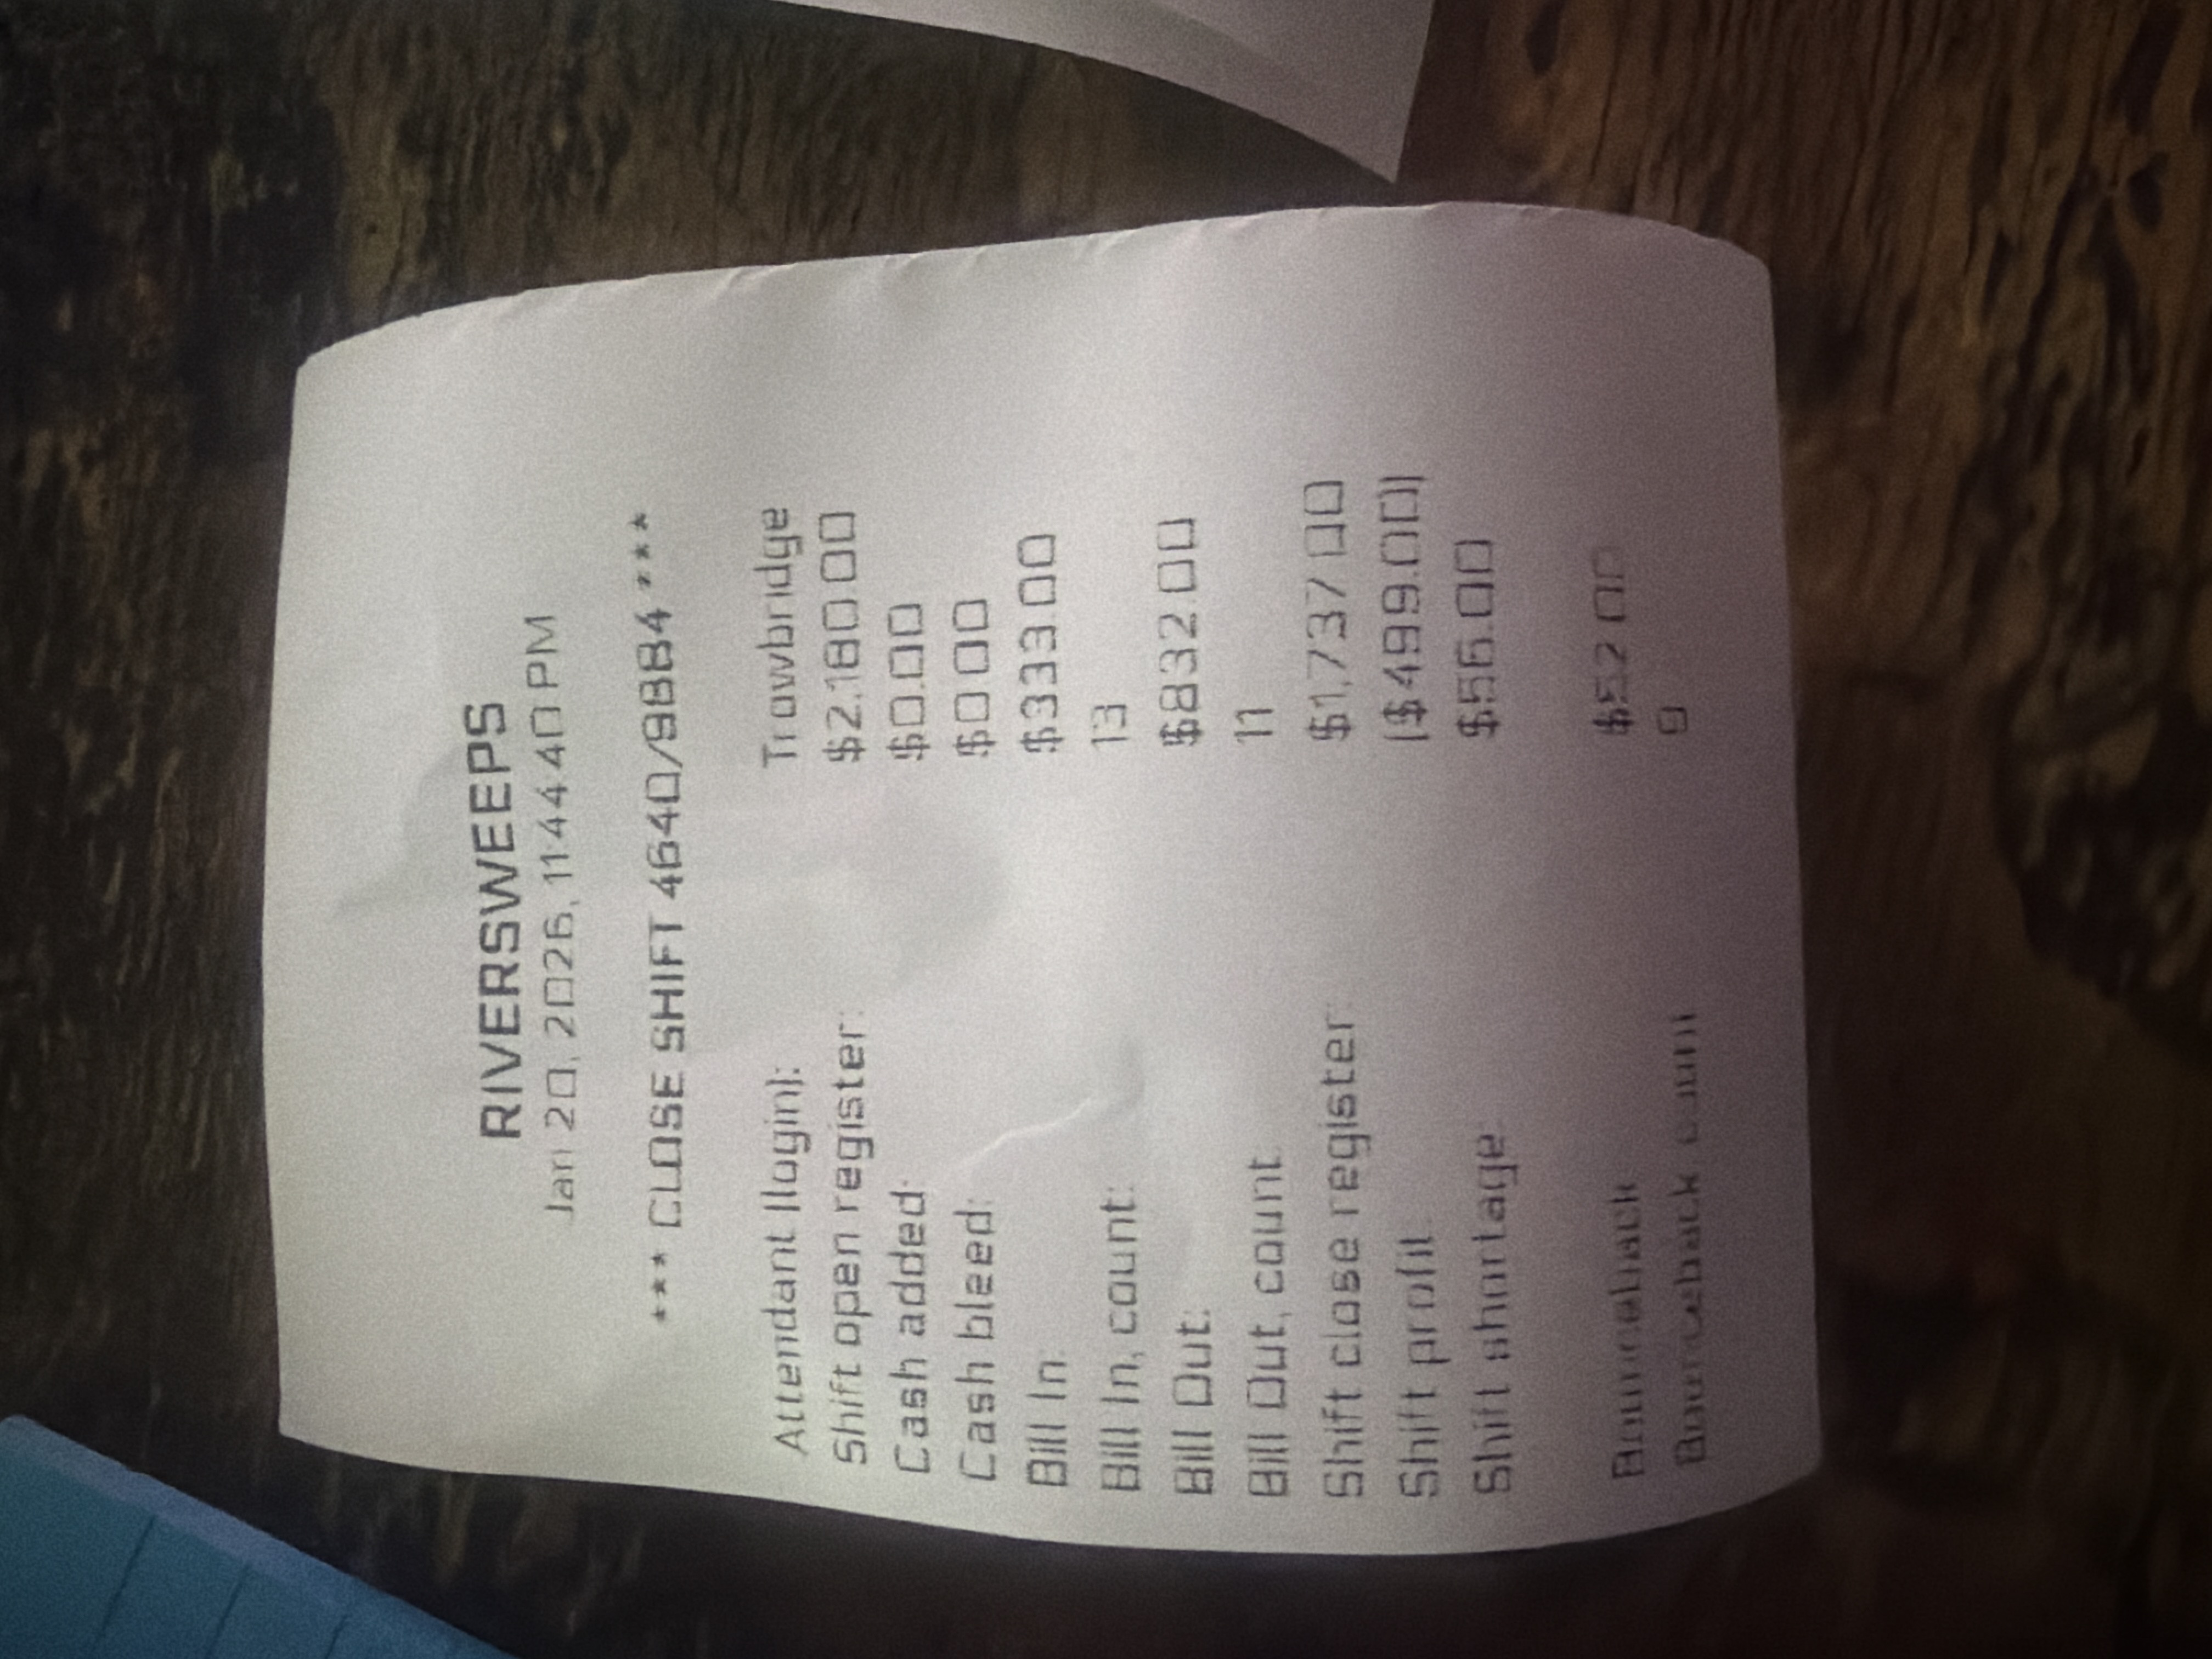 RIVERSWEEPS
Jan 20, 2026, 11:44:40 PM
*** CLOSE SHIFT 4640/9884 ***
Attendant (login): Trowbridge
Shift open register: $2,180.00
Cash added: $0.00
Cash bleed: $0.00
Bill In: $333.00
Bill In, count: 13
Bill Out: $832.00
Bill Out, count: 11
Shift close register: $1,737.00
Shift profit: ($499.00)
Shift shortage: $56.00
Bounceback
Bounceback count 9